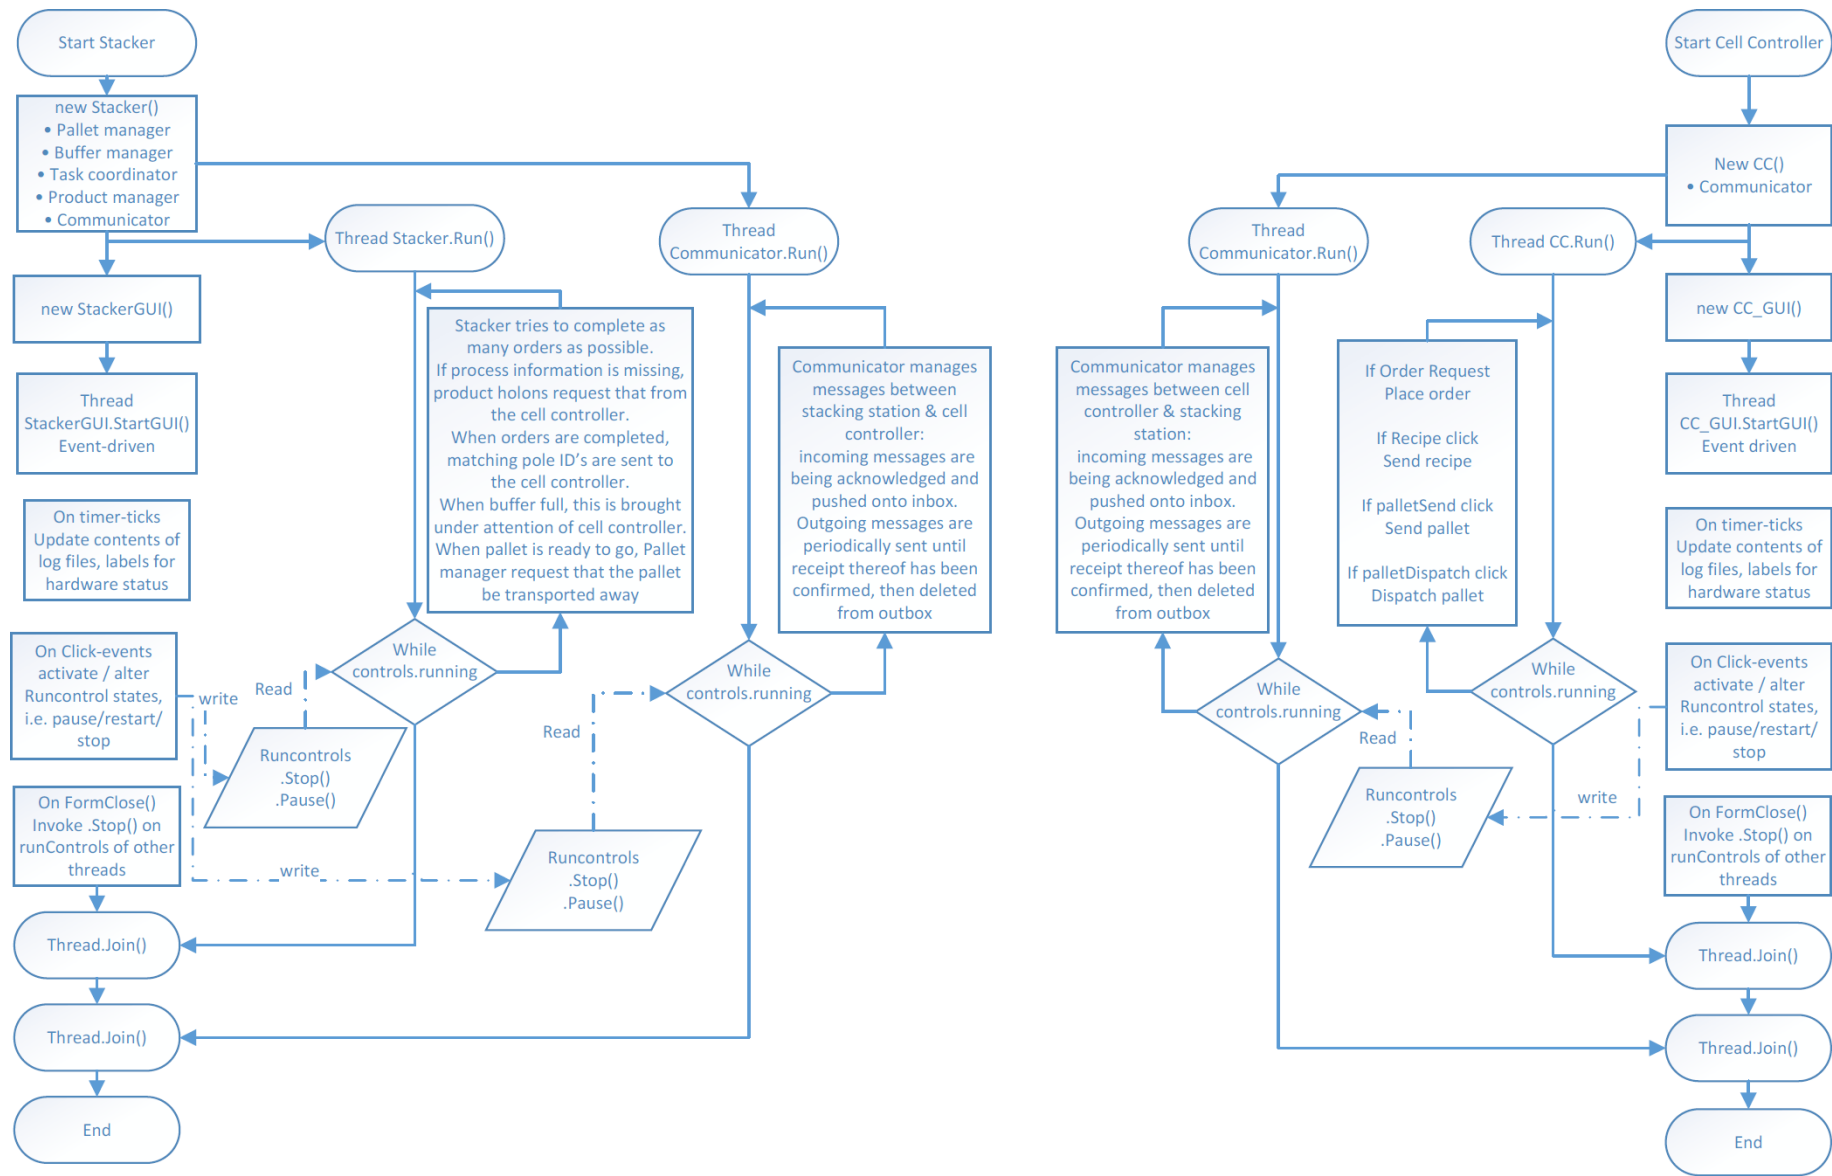 Start Stacker
new Stacker()
• Pallet manager
• Buffer manager
• Task coordinator
• Product manager
• Communicator
Thread Stacker.Run()
Thread
Communicator.Run()
new StackerGUI()
Thread
StackerGUI.StartGUI()
Event-driven
Stacker tries to complete as
many orders as possible.
If process information is missing,
product holons request that from
the cell controller.
When orders are completed,
matching pole ID's are sent to
the cell controller.
When buffer full, this is brought
under attention of cell controller.
When pallet is ready to go, Pallet
manager request that the pallet
be transported away
Communicator manages
messages between
stacking station & cell
controller:
incoming messages are
being acknowledged and
pushed onto inbox.
Outgoing messages are
periodically sent until
receipt thereof has been
confirmed, then deleted
from outbox
On timer-ticks
Update contents of
log files, labels for
hardware status
On Click-events
activate / alter
Runcontrol states,
i.e. pause/restart/
stop
write
Read
While
controls.running
Runcontrols
.Stop()
.Pause()
Read
While
controls.running
Runcontrols
.Stop()
.Pause()
write
On FormClose()
Invoke .Stop() on
runControls of other
threads
Thread.Join()
Thread.Join()
End
Start Cell Controller
New CC()
• Communicator
Thread
Communicator.Run()
Thread CC.Run()
new CC_GUI()
Thread
CC_GUI.StartGUI()
Event driven
Communicator manages
messages between cell
controller & stacking
station:
incoming messages are
being acknowledged and
pushed onto inbox.
Outgoing messages are
periodically sent until
receipt thereof has been
confirmed, then deleted
from outbox
If Order Request
Place order
If Recipe click
Send recipe
If palletSend click
Send pallet
If palletDispatch click
Dispatch pallet
On timer-ticks
Update contents of
log files, labels for
hardware status
On Click-events
activate / alter
Runcontrol states,
i.e. pause/restart/
stop
While
controls.running
While
controls.running
Read
Runcontrols
.Stop()
.Pause()
write
On FormClose()
Invoke .Stop() on
runControls of other
threads
Thread.Join()
Thread.Join()
End